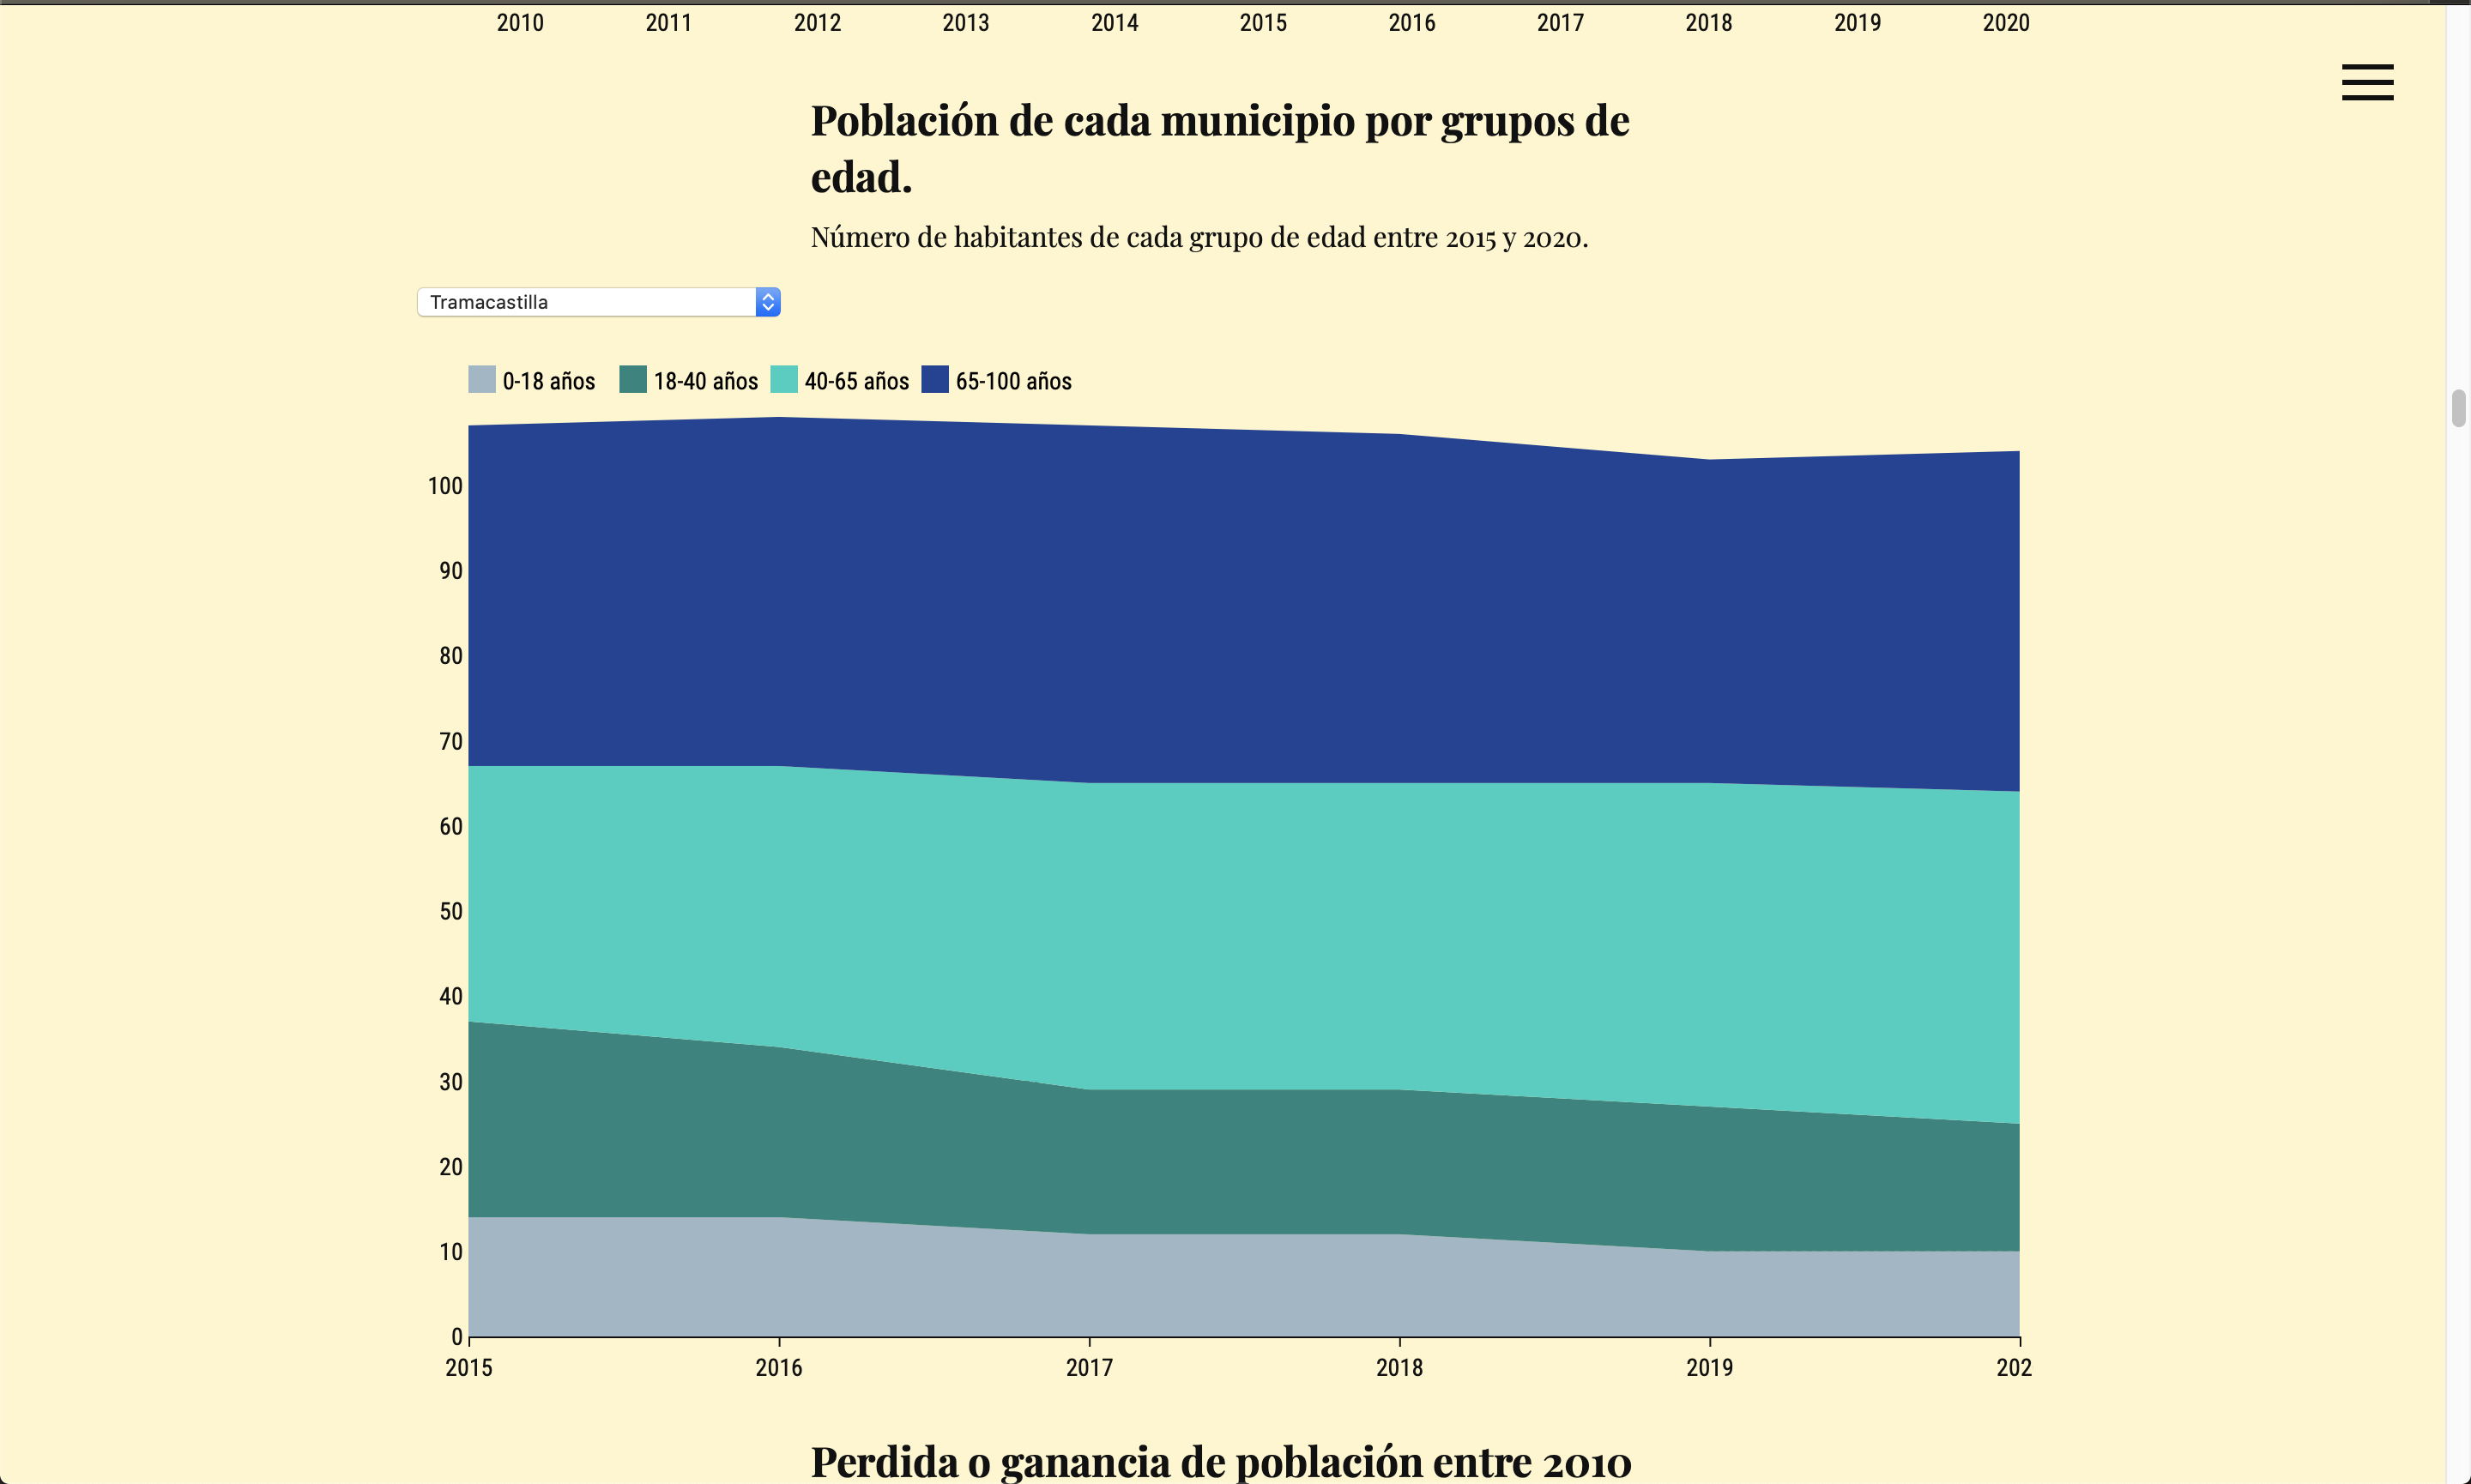 2010 2011 2012 2013 2014 2015 2016 2017 2018 2019 2020
Población de cada municipio por grupos de
edad.
Número de habitantes de cada grupo de edad entre 2015 y 2020.
Tramacastilla
0-18 años 18-40 años 40-65 años 65-100 años
100
90
80
70
60
50
40
30
20
10
0
2015 2016 2017 2018 2019 202
Perdida o ganancia de población entre 2010